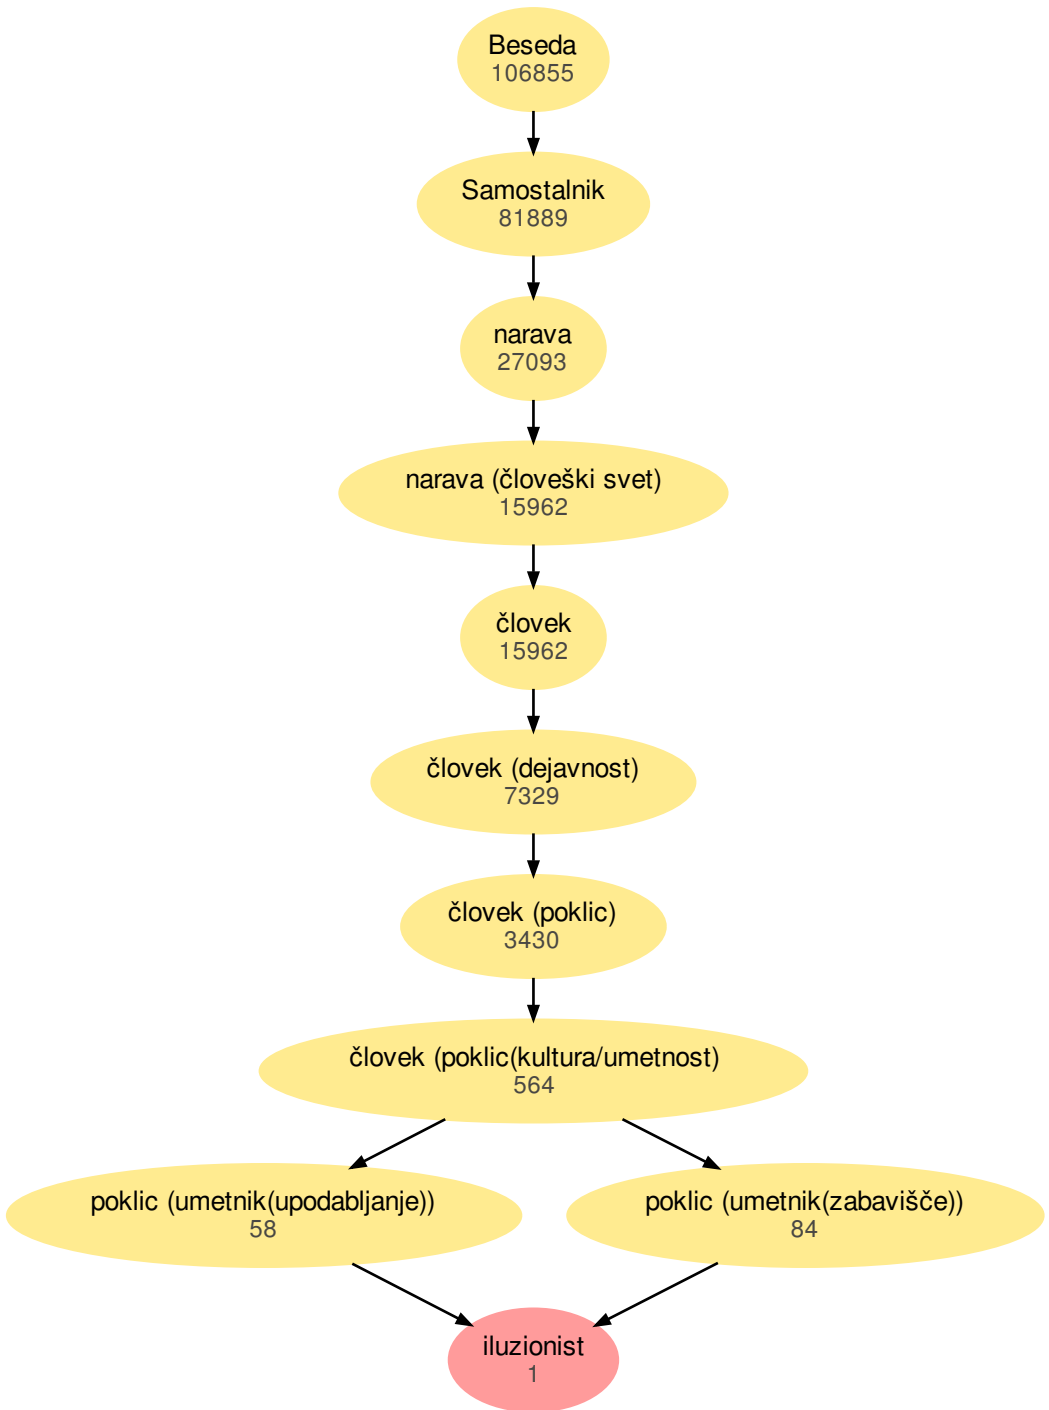 Beseda
106855
Samostalnik
81889
narava
27093
narava (človeški svet)
15962
človek
15962
človek (dejavnost)
7329
človek (poklic)
3430
človek (poklic(kultura/umetnost)
564
poklic (umetnik(upodabljanje))
58
poklic (umetnik(zabavišče))
84
iluzionist
1